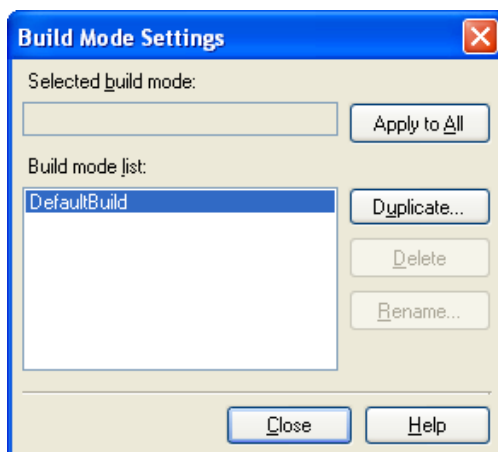 Build Mode Settings
Selected build mode:
Apply to All
Build mode list:
DefaultBuild
Duplicate...
Delete
Rename...
Close
Help